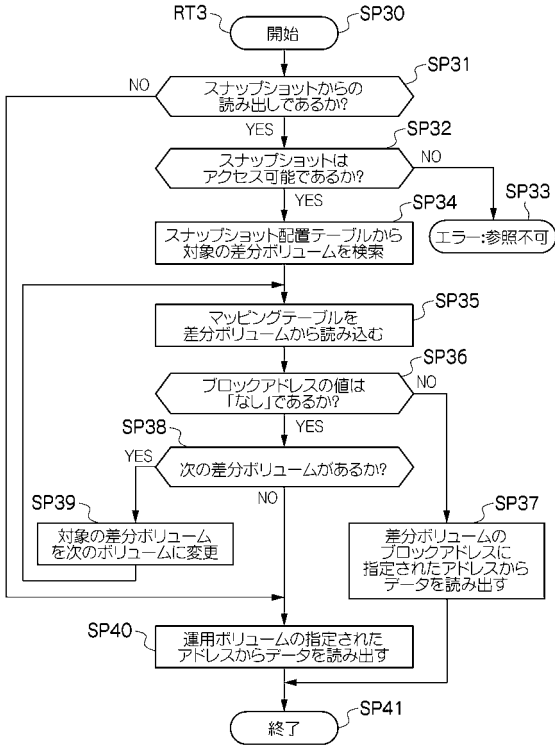 RT3
SP30
開始
SP31
NO
スナップショットからの
読み出しであるか?
YES
SP32
スナップショットは
アクセス可能であるか?
NO
YES
SP33
エラー:参照不可
SP34
スナップショット配置テーブルから
対象の差分ボリュームを検索
SP35
マッピングテーブルを
差分ボリュームから読み込む
SP36
ブロックアドレスの値は
「なし」であるか?
NO
YES
SP38
次の差分ボリュームがあるか?
YES
NO
SP39
対象の差分ボリューム
を次のボリュームに変更
SP37
差分ボリュームの
ブロックアドレスに
指定されたアドレスから
データを読み出す
SP40
運用ボリュームの指定された
アドレスからデータを読み出す
SP41
終了